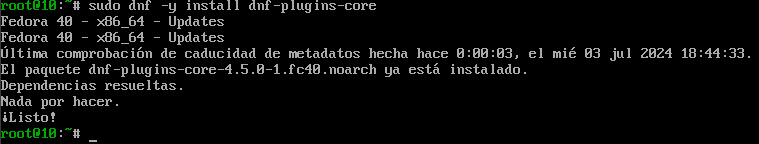 root@10:~# sudo dnf -y install dnf-plugins-core
Fedora 40 - x86_64 - Updates
Fedora 40 - x86_64 - Updates
Última comprobación de caducidad de metadatos hecha hace 0:00:03, el mié 03 jul 2024 18:44:33.
El paquete dnf-plugins-core-4.5.0-1.fc40.noarch ya está instalado.
Dependencias resueltas.
Nada por hacer.
¡Listo!
root@10:~# _